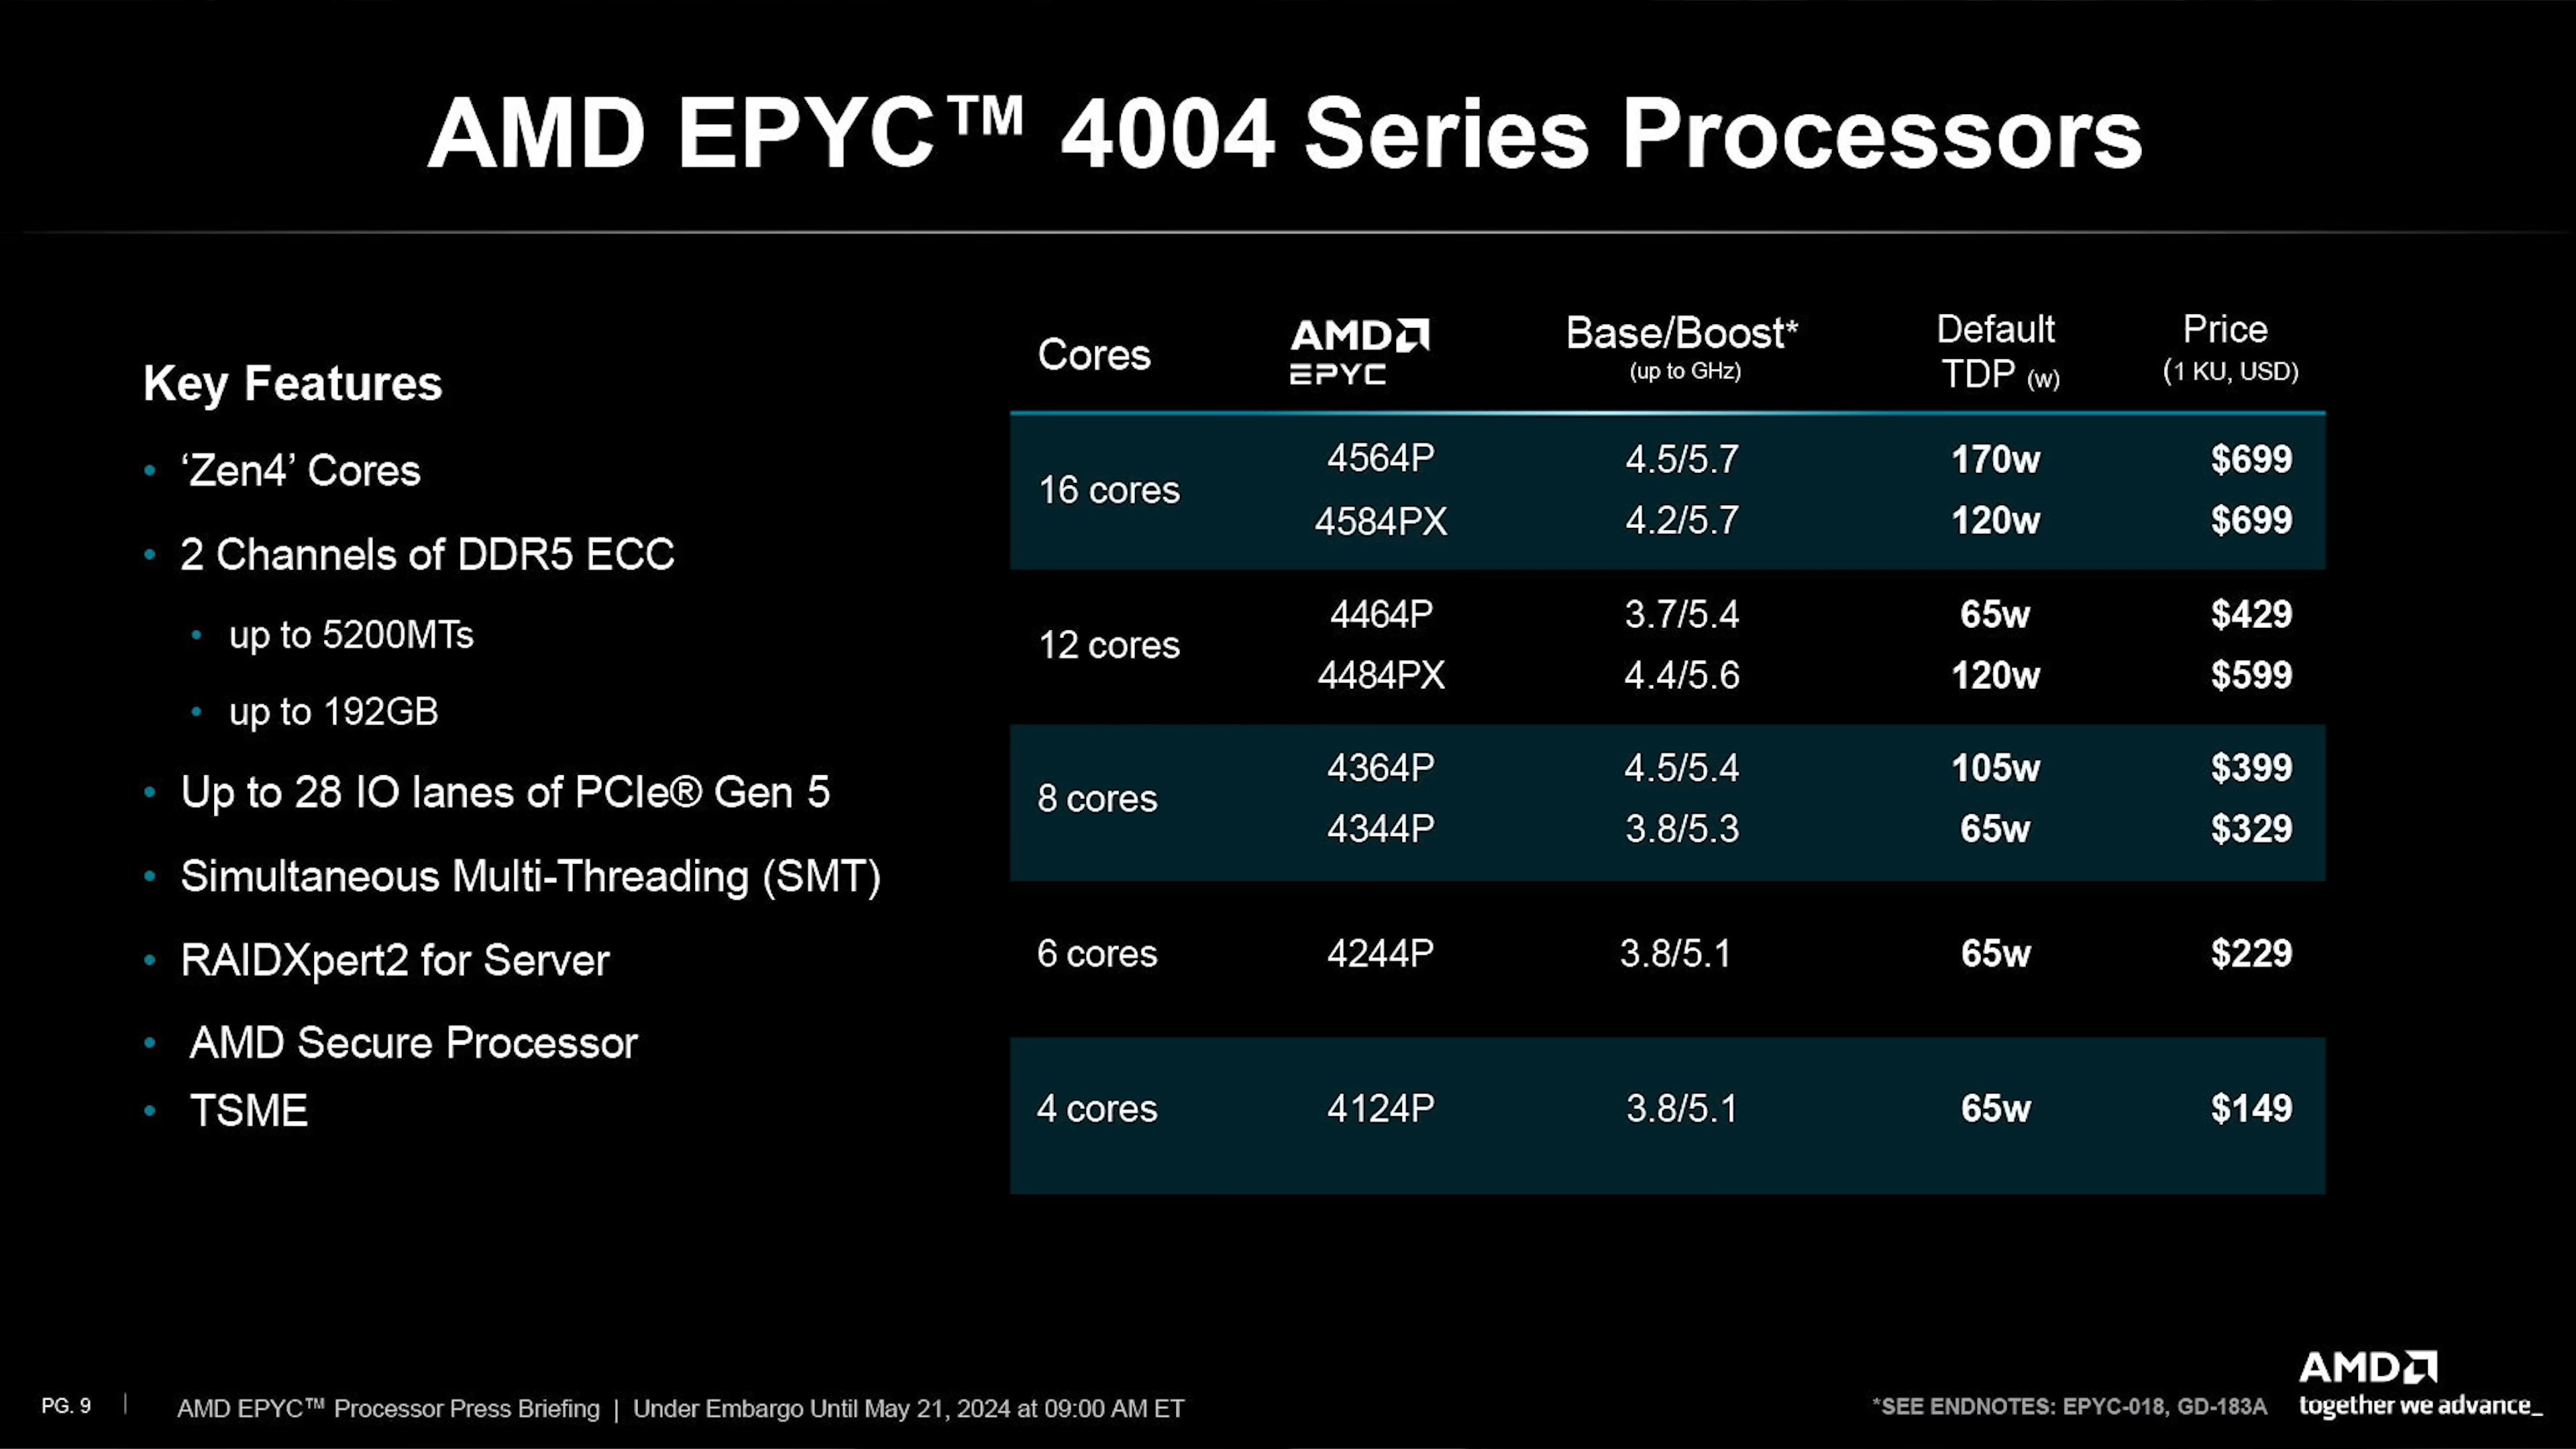 AMD EPYC™ 4004 Series Processors
Key Features
• ‘Zen4’ Cores
• 2 Channels of DDR5 ECC
• up to 5200MTs
• up to 192GB
• Up to 28 IO lanes of PCIe® Gen 5
• Simultaneous Multi-Threading (SMT)
• RAIDXpert2 for Server
• AMD Secure Processor
• TSME
Cores AMD EPYC Base/Boost* (up to GHz) Default TDP (w) Price (1 KU, USD)
16 cores 4564P 4.5/5.7 170w $699
4584PX 4.2/5.7 120w $699
12 cores 4464P 3.7/5.4 65w $429
4484PX 4.4/5.6 120w $599
8 cores 4364P 4.5/5.4 105w $399
4344P 3.8/5.3 65w $329
6 cores 4244P 3.8/5.1 65w $229
4 cores 4124P 3.8/5.1 65w $149
PG. 9 | AMD EPYC™ Processor Press Briefing | Under Embargo Until May 21, 2024 at 09:00 AM ET
*SEE ENDNOTES: EPYC-018, GD-183A
AMD
together we advance_